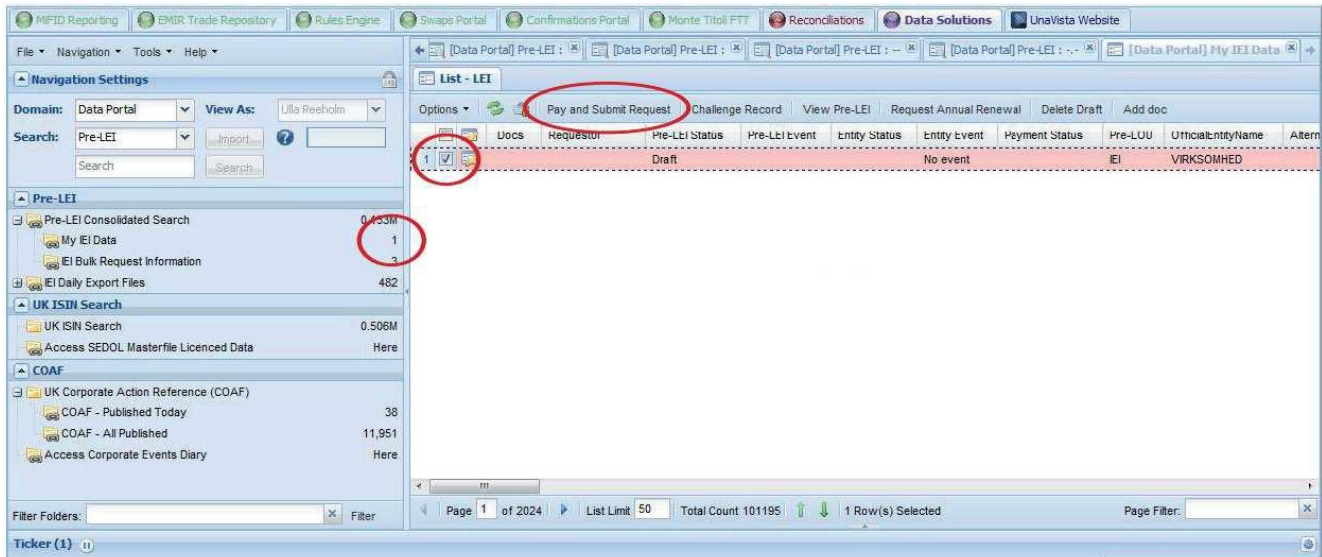 MFID Reporting EMIR Trade Repository Rules Engine Swaps Portal Confirmations Portal Monte Titoli FTT Reconciliations Data Solutions UnaVista Website
File Navigation Tools Help
[Data Portal] Pre-LEI : [Data Portal] Pre-LEI : [Data Portal] Pre-LEI : -- [Data Portal] Pre-LEI : -.- [Data Portal] My IEI Data
Navigation Settings
List - LEI
Domain: Data Portal View As: Ulla Reeholm
Options Pay and Submit Request Challenge Record View Pre-LEI Request Annual Renewal Delete Draft Add doc
Search: Pre-LEI Import
Docs Requestor Pre-LEI Status Pre-LEI Event Entity Status Entity Event Payment Status Pre-LOU OfficialEntityName Altern
Search Search
1 Draft No event IEI VIRKSOMHED
Pre-LEI
Pre-LEI Consolidated Search 0.133M
My IEI Data 1
IEI Bulk Request Information 3
IEI Daily Export Files 482
UK ISIN Search
UK ISIN Search 0.506M
Access SEDOL Masterfile Licenced Data Here
COAF
UK Corporate Action Reference (COAF)
COAF - Published Today 38
COAF - All Published 11,951
Access Corporate Events Diary Here
Filter Folders: Filter
Page 1 of 2024 List Limit 50 Total Count 101195 1 Row(s) Selected Page Filter:
Ticker (1)